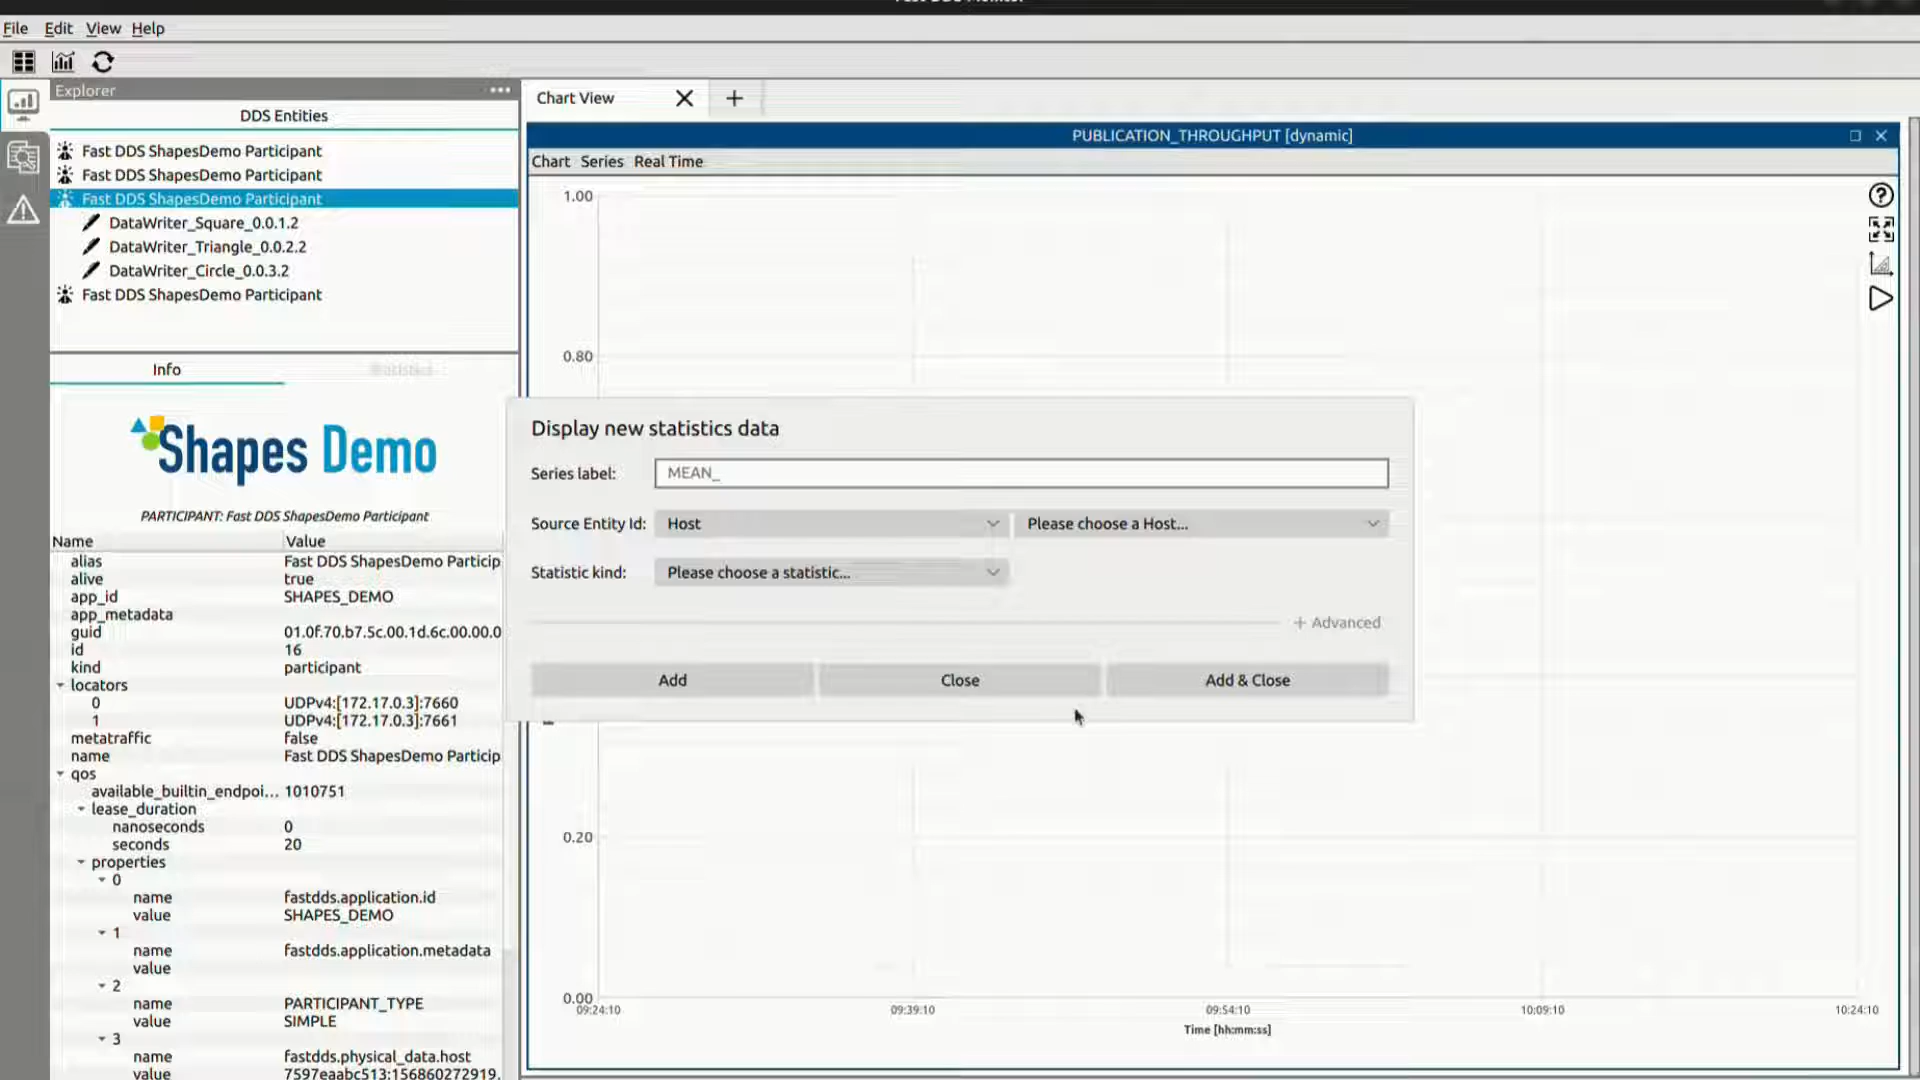 File Edit View Help
Explorer
DDS Entities
Fast DDS ShapesDemo Participant
Fast DDS ShapesDemo Participant
Fast DDS ShapesDemo Participant
DataWriter_Square_0.0.1.2
DataWriter_Triangle_0.0.2.2
DataWriter_Circle_0.0.3.2
Fast DDS ShapesDemo Participant
Info
Statistics
Shapes Demo
PARTICIPANT: Fast DDS ShapesDemo Participant
Name Value
alias Fast DDS ShapesDemo Particip
alive true
app_id SHAPES_DEMO
app_metadata
guid 01.0f.70.b7.5c.00.1d.6c.00.00.0
id 16
kind participant
locators
0 UDPv4:[172.17.0.3]:7660
1 UDPv4:[172.17.0.3]:7661
metatraffic false
name Fast DDS ShapesDemo Particip
qos
available_builtin_endpoi... 1010751
lease_duration
nanoseconds 0
seconds 20
properties
0
name fastdds.application.id
value SHAPES_DEMO
1
name fastdds.application.metadata
value
2
name PARTICIPANT_TYPE
value SIMPLE
3
name fastdds.physical_data.host
value 7597eaabc513:156860272919.
Chart View
PUBLICATION_THROUGHPUT [dynamic]
Chart Series Real Time
1.00
0.80
Display new statistics data
Series label: MEAN_
Source Entity Id: Host Please choose a Host...
Statistic kind: Please choose a statistic...
+ Advanced
Add Close Add & Close
0.20
0.00
09:24:10 09:39:10 09:54:10 10:09:10 10:24:10
Time [hh:mm:ss]